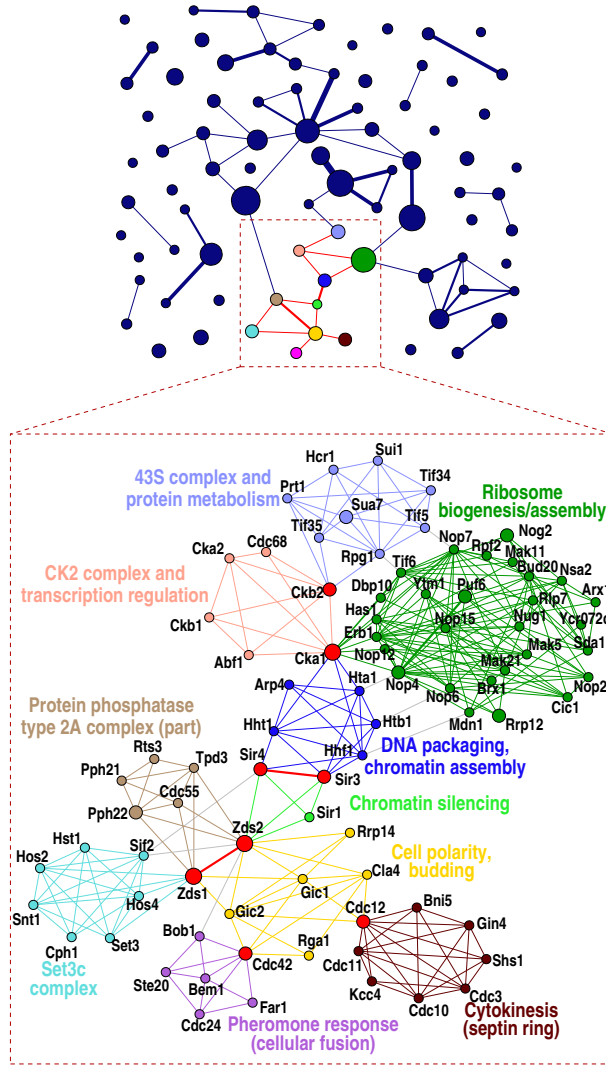 Sui1
Hcr1
43S complex and
protein metabolism
Prt1
Tif34
Sua7
Tif35
Tif5
Rpg1
Ribosome
biogenesis/assembly
Nog2
Nop7
Rpf2
Mak11
Bud20
Nsa2
Tif6
Dbp10
Ytm1
Puf6
Rlp7
Arx1
Has1
Nop15
Nug1
Ycr072c
Erb1
Nop12
Mak5
Sda1
Mak21
Nop4
Nop6
Brx1
Nop2
Cic1
Mdn1
Rrp12
Cka2
Cdc68
CK2 complex and
transcription regulation
Ckb2
Ckb1
Abf1
Cka1
Arp4
Hta1
Hht1
Htb1
Hhf1
DNA packaging,
chromatin assembly
Sir4
Sir3
Chromatin silencing
Sir1
Protein phosphatase
type 2A complex (part)
Rts3
Tpd3
Pph21
Cdc55
Pph22
Zds2
Rrp14
Cell polarity,
budding
Hst1
Hos2
Sif2
Zds1
Gic1
Cla4
Snt1
Hos4
Gic2
Cdc12
Bni5
Cph1
Set3
Set3c
complex
Bob1
Rga1
Gin4
Cdc42
Cdc11
Shs1
Ste20
Bem1
Kcc4
Cdc3
Far1
Cdc10
Cdc24
Pheromone response
(cellular fusion)
Cytokinesis
(septin ring)